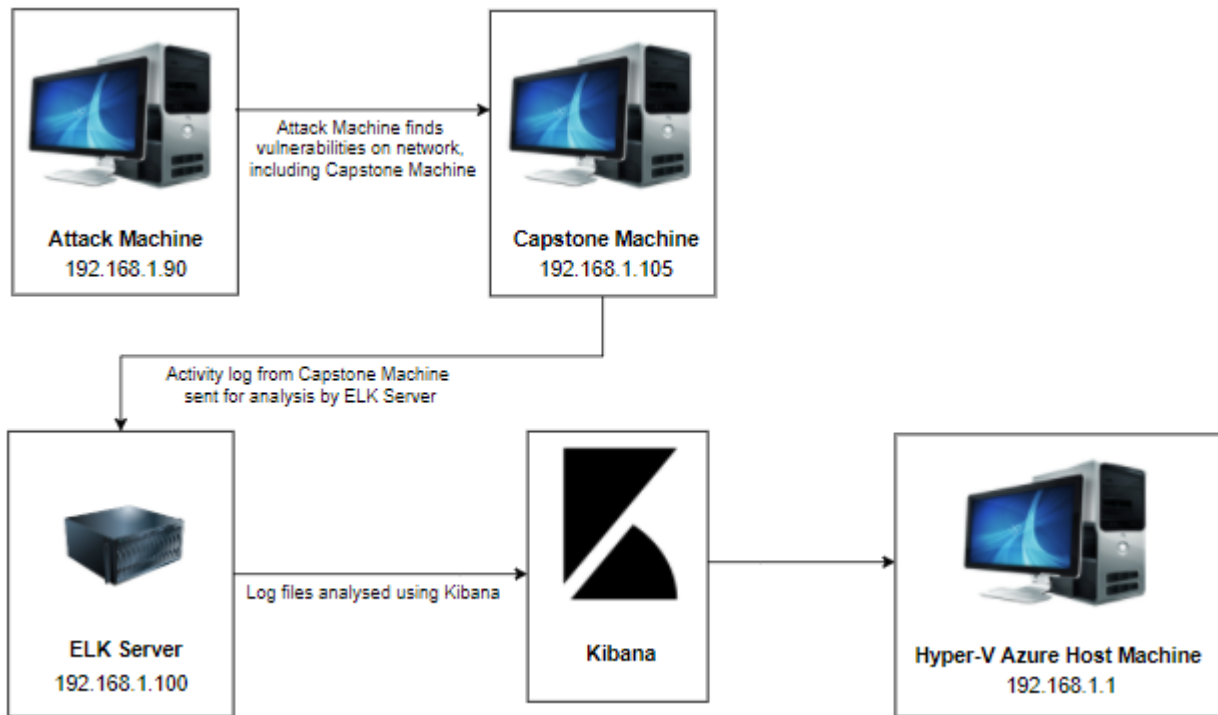 Attack Machine finds
vulnerabilities on network,
including Capstone Machine
Attack Machine
192.168.1.90
Capstone Machine
192.168.1.105
Activity log from Capstone Machine
sent for analysis by ELK Server
ELK Server
192.168.1.100
Log files analysed using Kibana
Kibana
Hyper-V Azure Host Machine
192.168.1.1